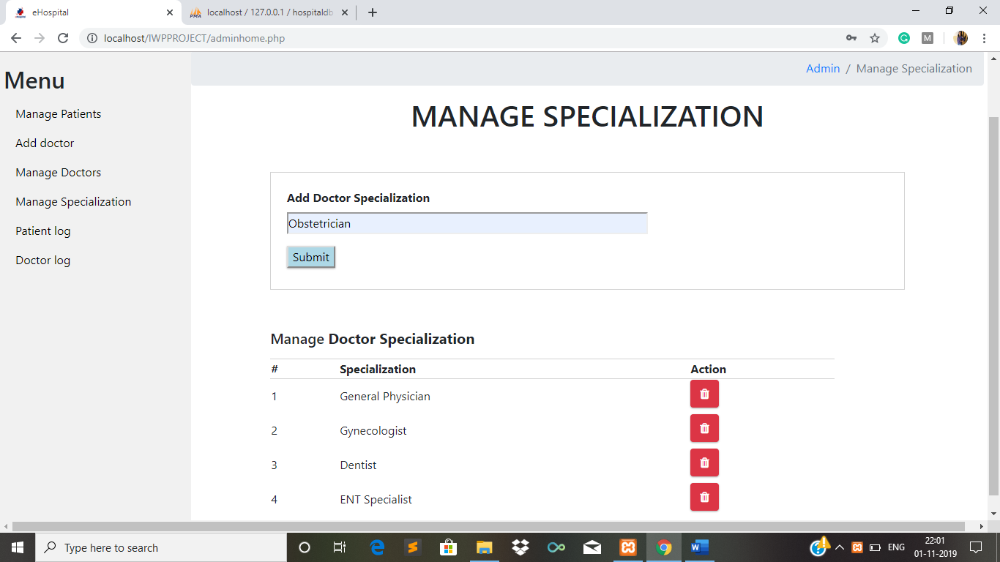 eHospital
localhost / 127.0.0.1 / hospitaldb
localhost/IWPPROJECT/adminhome.php
Menu
Manage Patients
Add doctor
Manage Doctors
Manage Specialization
Patient log
Doctor log
Admin / Manage Specialization
MANAGE SPECIALIZATION
Add Doctor Specialization
Obstetrician
Submit
Manage Doctor Specialization
# Specialization Action
1 General Physician
2 Gynecologist
3 Dentist
4 ENT Specialist
Type here to search
ENG
22:01
01-11-2019